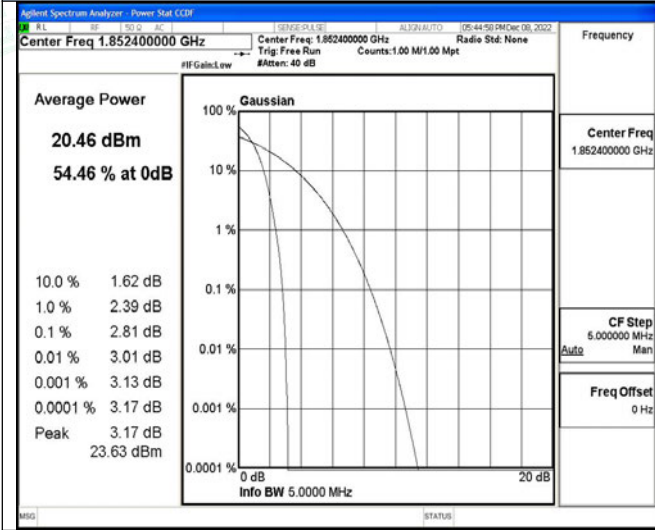 Agilent Spectrum Analyzer - Power Stat CCDF
RL RF 50 Ω AC SENSE:PULSE ALIGN AUTO 05:44:50 PM Dec 08, 2022
Center Freq 1.852400000 GHz
Center Freq: 1.852400000 GHz Radio Std: None
Trig: Free Run Counts:1.00 M/1.00 Mpt
#IFGain:Low #Atten: 40 dB
Frequency
Average Power
20.46 dBm
54.46 % at 0dB
10.0 % 1.62 dB
1.0 % 2.39 dB
0.1 % 2.81 dB
0.01 % 3.01 dB
0.001 % 3.13 dB
0.0001 % 3.17 dB
Peak 3.17 dB
23.63 dBm
Gaussian
100 %
10 %
1 %
0.1 %
0.01 %
0.001 %
0.0001 %
0 dB 20 dB
Info BW 5.0000 MHz
Center Freq
1.852400000 GHz
CF Step
5.000000 MHz
Auto Man
Freq Offset
0 Hz
MSG STATUS